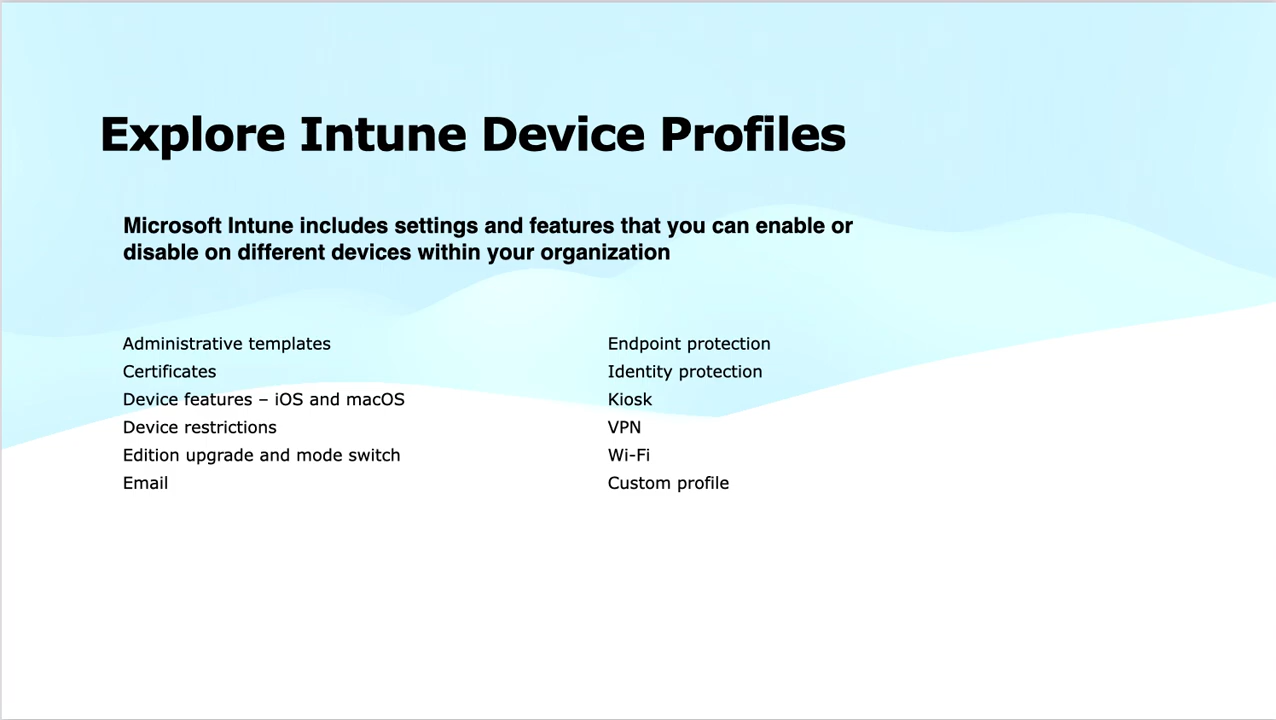 Explore Intune Device Profiles
Microsoft Intune includes settings and features that you can enable or
disable on different devices within your organization
Administrative templates
Certificates
Device features – iOS and macOS
Device restrictions
Edition upgrade and mode switch
Email
Endpoint protection
Identity protection
Kiosk
VPN
Wi-Fi
Custom profile